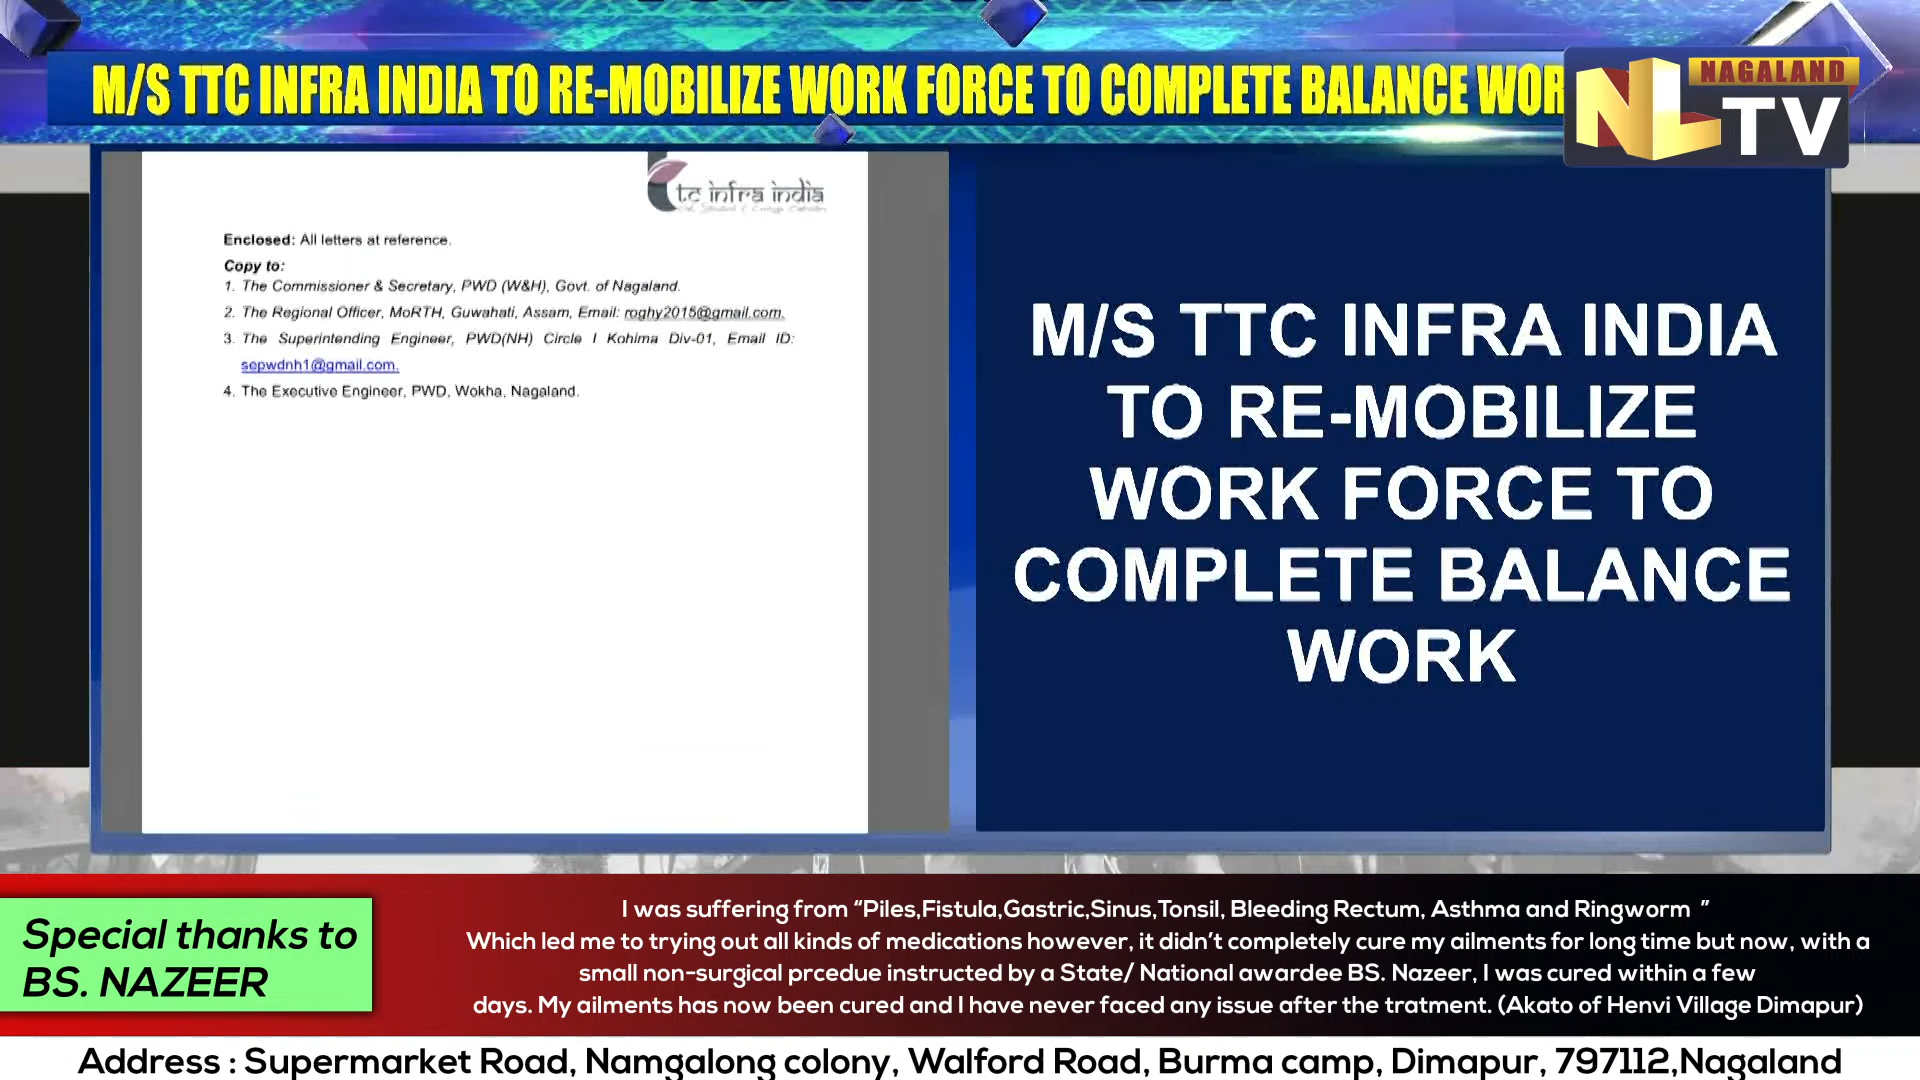 M/S TTC INFRA INDIA TO RE-MOBILIZE WORK FORCE TO COMPLETE BALANCE WOR
NAGALAND
NLTV
tc infra india
Enclosed: All letters at reference.
Copy to:
1. The Commissioner & Secretary, PWD (W&H), Govt. of Nagaland.
2. The Regional Officer, MoRTH, Guwahati, Assam, Email: roghy2015@gmail.com.
3. The Superintending Engineer, PWD(NH) Circle I Kohima Div-01, Email ID:
sepwdnh1@gmail.com.
4. The Executive Engineer, PWD, Wokha, Nagaland.
M/S TTC INFRA INDIA
TO RE-MOBILIZE
WORK FORCE TO
COMPLETE BALANCE
WORK
Special thanks to
BS. NAZEER
I was suffering from “Piles,Fistula,Gastric,Sinus,Tonsil, Bleeding Rectum, Asthma and Ringworm ”
Which led me to trying out all kinds of medications however, it didn’t completely cure my ailments for long time but now, with a
small non-surgical prcedue instructed by a State/ National awardee BS. Nazeer, I was cured within a few
days. My ailments has now been cured and I have never faced any issue after the tratment. (Akato of Henvi Village Dimapur)
Address : Supermarket Road, Namgalong colony, Walford Road, Burma camp, Dimapur, 797112,Nagaland